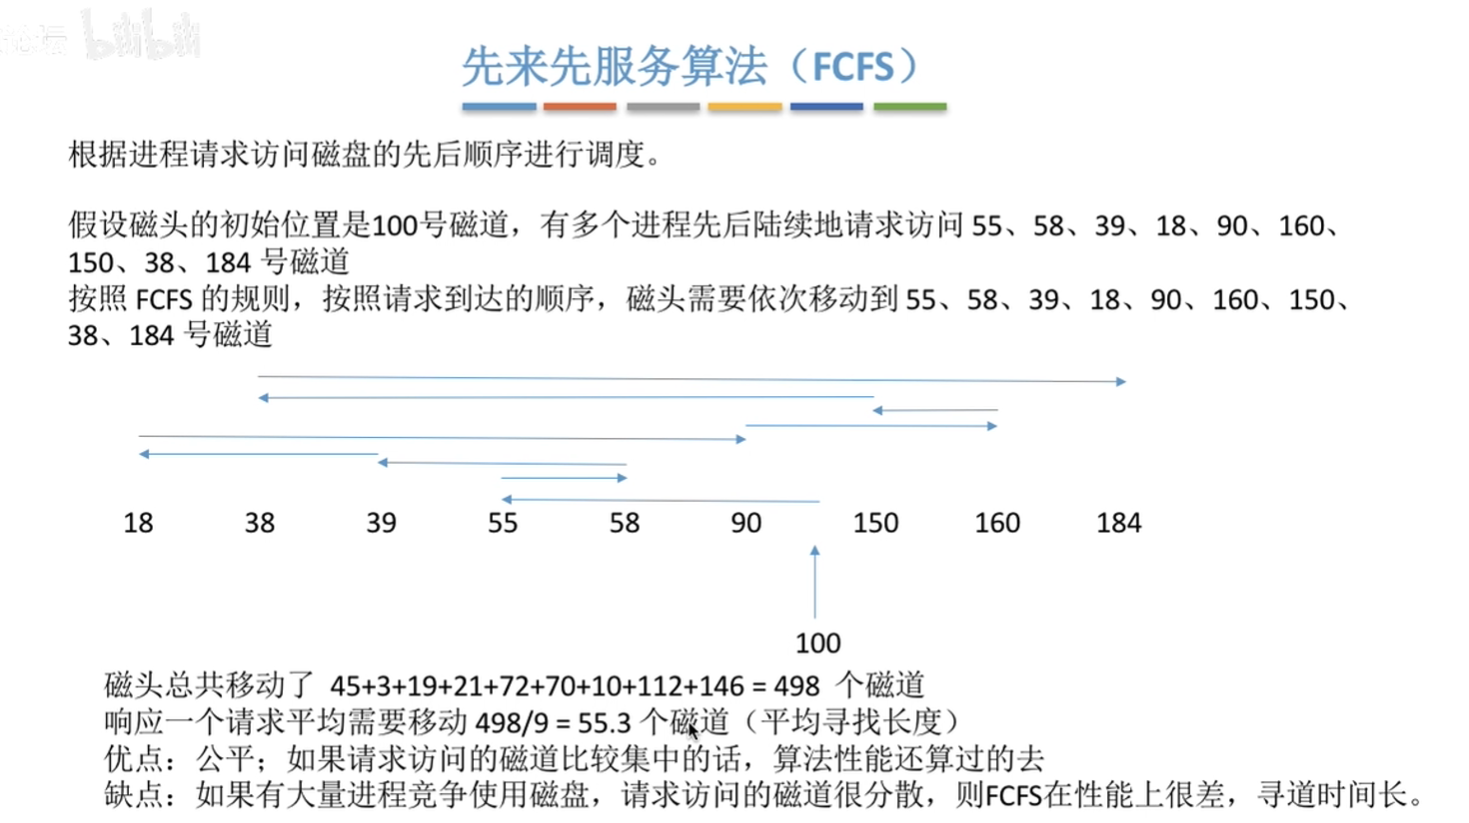 论坛 bilibili
先来先服务算法（FCFS）
根据进程请求访问磁盘的先后顺序进行调度。
假设磁头的初始位置是100号磁道，有多个进程先后陆续地请求访问 55、58、39、18、90、160、
150、38、184 号磁道
按照 FCFS 的规则，按照请求到达的顺序，磁头需要依次移动到 55、58、39、18、90、160、150、
38、184 号磁道
18 38 39 55 58 90 150 160 184
100
磁头总共移动了 45+3+19+21+72+70+10+112+146 = 498 个磁道
响应一个请求平均需要移动 498/9 = 55.3 个磁道（平均寻找长度）
优点：公平；如果请求访问的磁道比较集中的话，算法性能还算过的去
缺点：如果有大量进程竞争使用磁盘，请求访问的磁道很分散，则FCFS在性能上很差，寻道时间长。